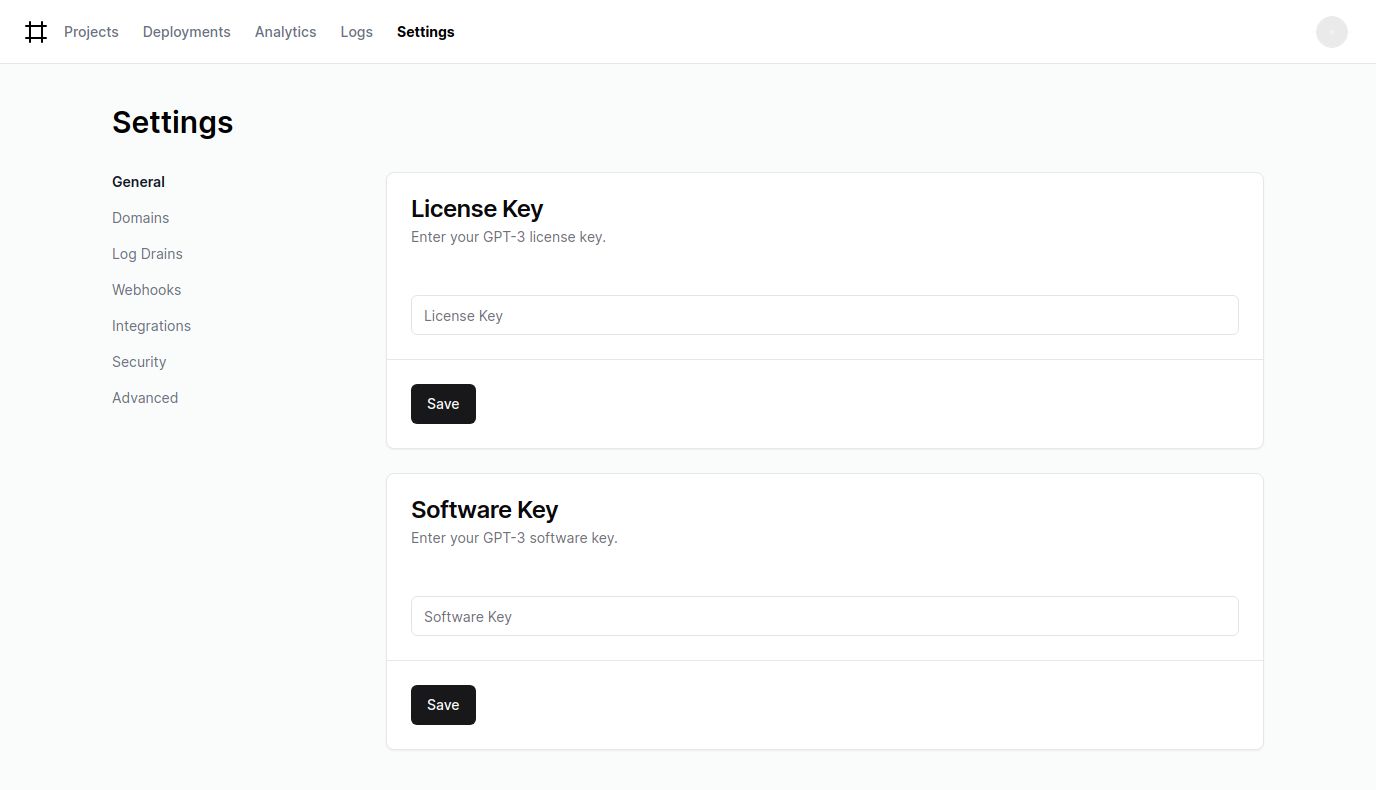 Projects Deployments Analytics Logs Settings
Settings
General
Domains
Log Drains
Webhooks
Integrations
Security
Advanced
License Key
Enter your GPT-3 license key.
License Key
Save
Software Key
Enter your GPT-3 software key.
Software Key
Save